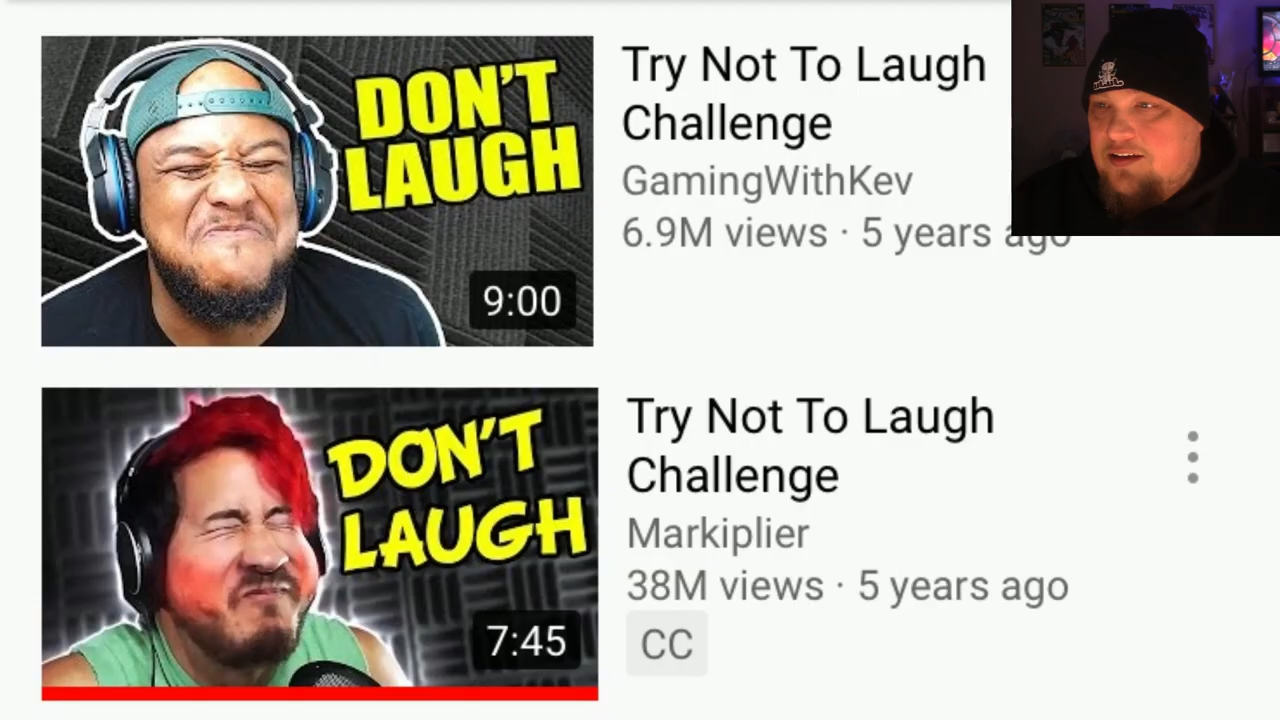 DON'T
LAUGH
9:00
Try Not To Laugh
Challenge
GamingWithKev
6.9M views · 5 years ago
DON'T
LAUGH
7:45
Try Not To Laugh
Challenge
Markiplier
38M views · 5 years ago
CC